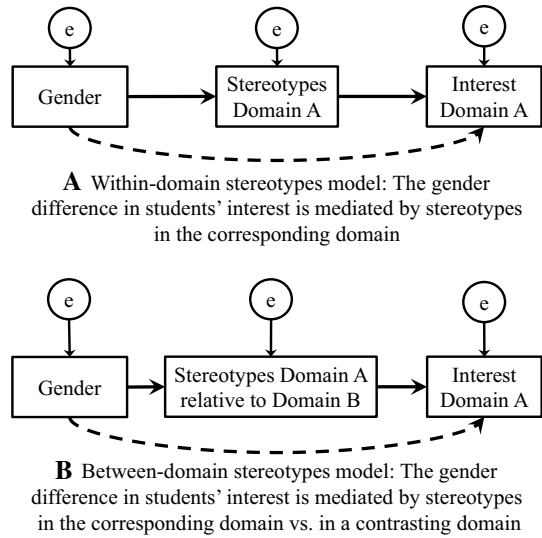 e e e
Gender Stereotypes Interest
Domain A Domain A
A Within-domain stereotypes model: The gender
difference in students’ interest is mediated by stereotypes
in the corresponding domain
e e e
Gender Stereotypes Domain A Interest
relative to Domain B Domain A
B Between-domain stereotypes model: The gender
difference in students’ interest is mediated by stereotypes
in the corresponding domain vs. in a contrasting domain